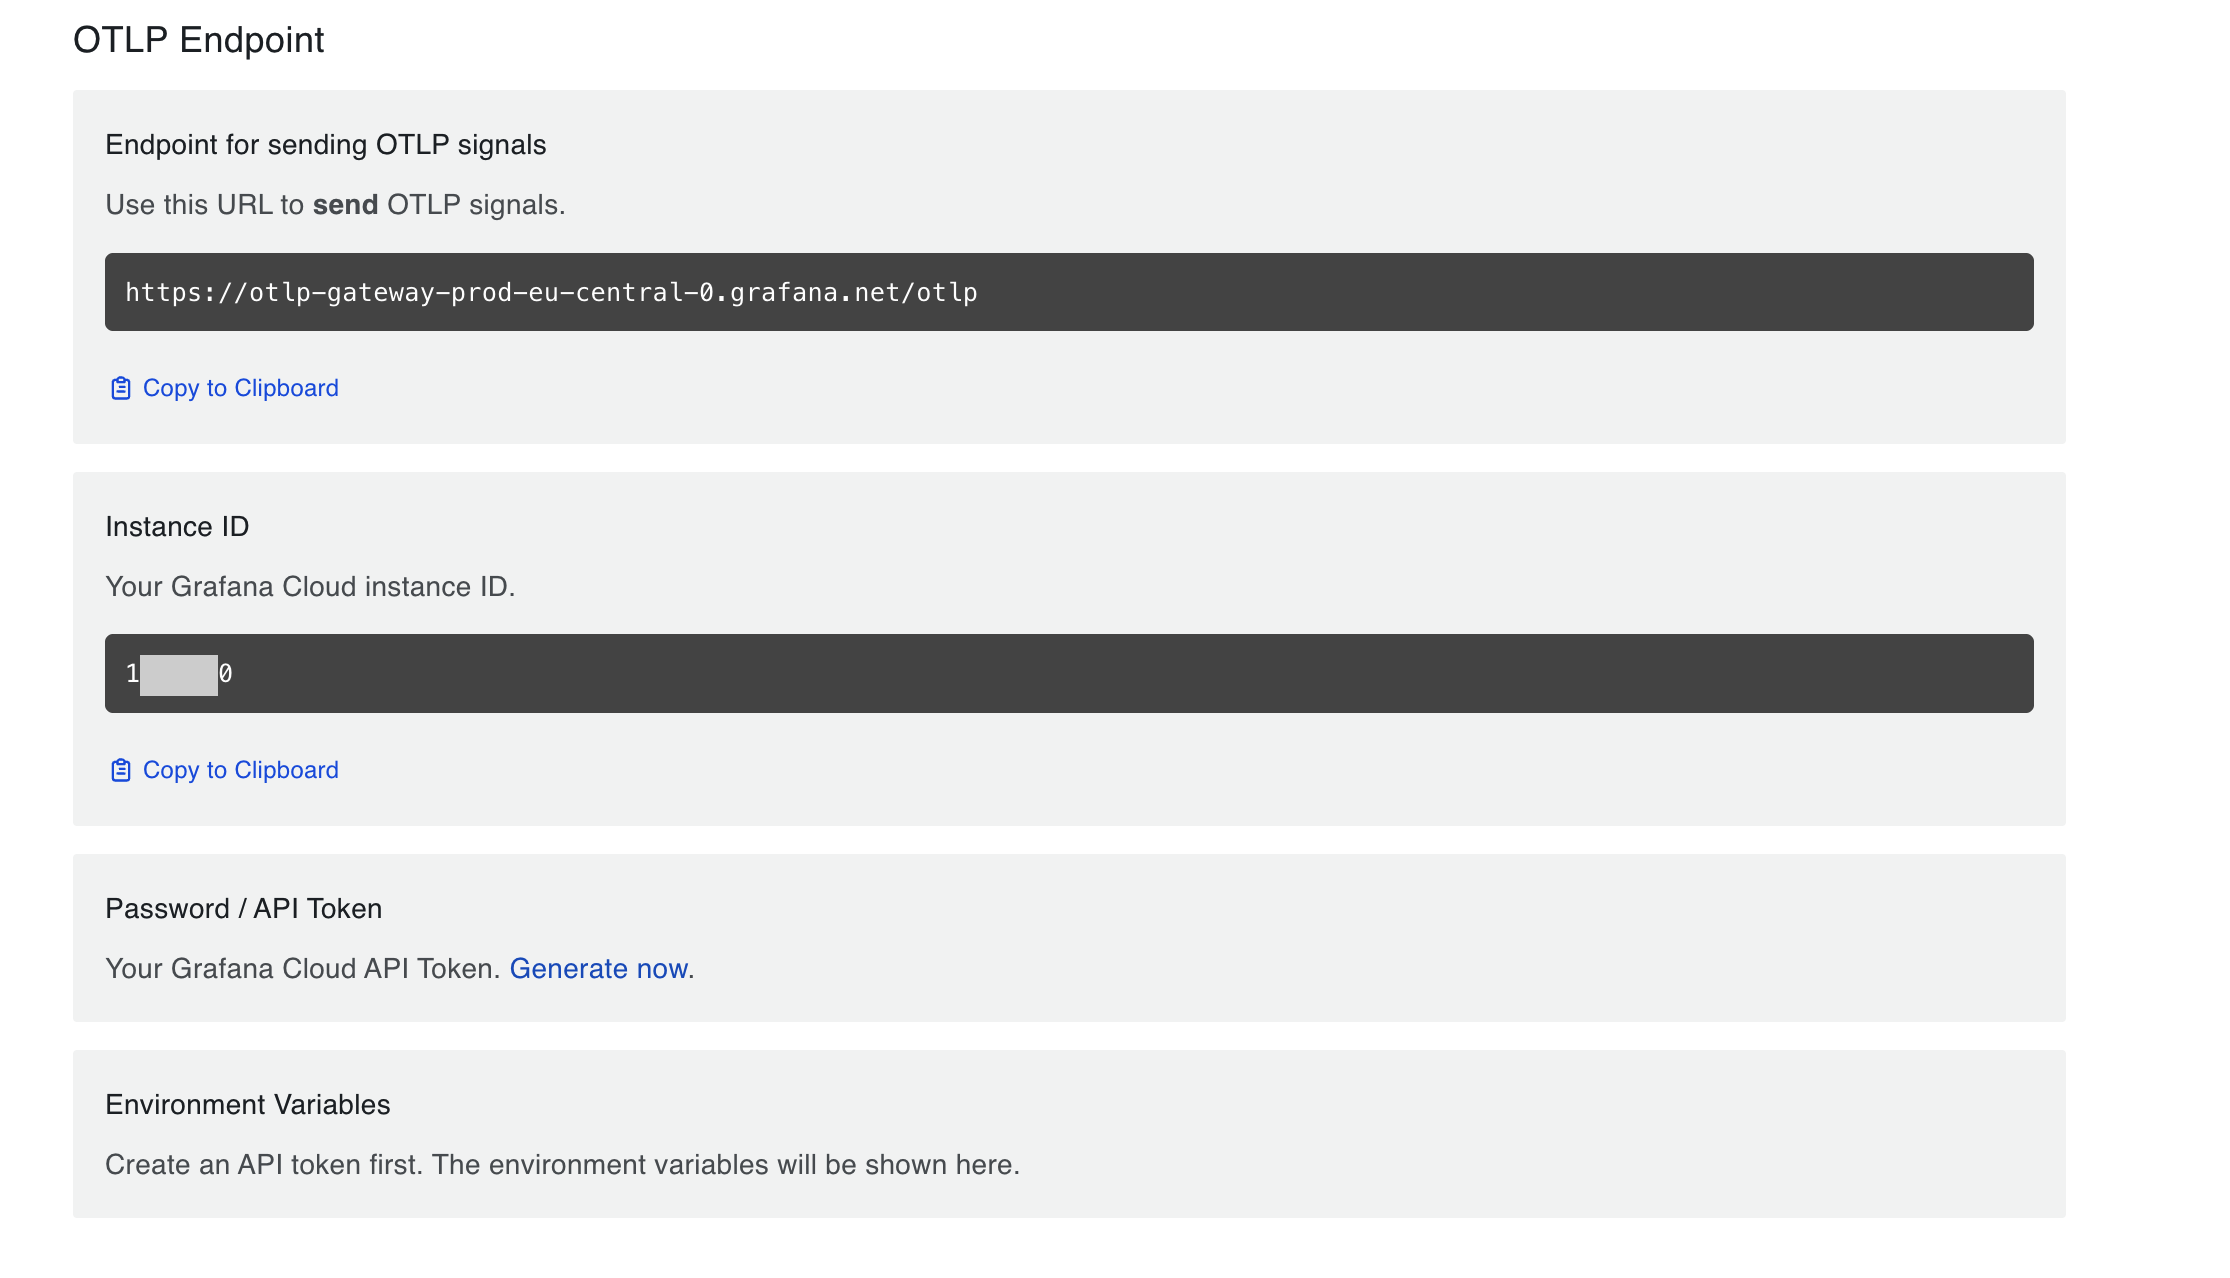 OTLP Endpoint
Endpoint for sending OTLP signals
Use this URL to send OTLP signals.
https://otlp-gateway-prod-eu-central-0.grafana.net/otlp
Copy to Clipboard
Instance ID
Your Grafana Cloud instance ID.
1 0
Copy to Clipboard
Password / API Token
Your Grafana Cloud API Token. Generate now.
Environment Variables
Create an API token first. The environment variables will be shown here.